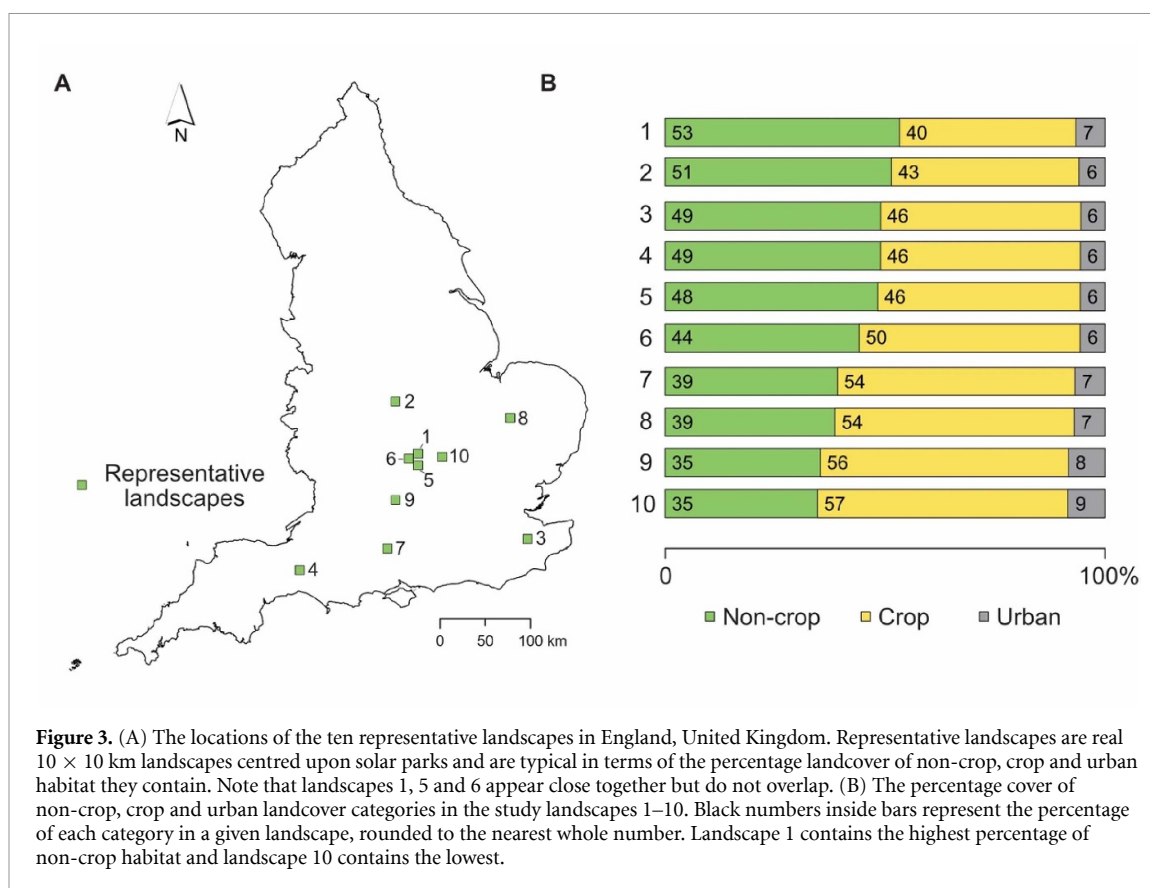 A
N
2
8
1
6
10
5
9
3
7
4
Representative
landscapes
0 50 100 km
B
1 53 40 7
2 51 43 6
3 49 46 6
4 49 46 6
5 48 46 6
6 44 50 6
7 39 54 7
8 39 54 7
9 35 56 8
10 35 57 9
0 100%
Non-crop Crop Urban
Figure 3. (A) The locations of the ten representative landscapes in England, United Kingdom. Representative landscapes are real
10 × 10 km landscapes centred upon solar parks and are typical in terms of the percentage landcover of non-crop, crop and urban
habitat they contain. Note that landscapes 1, 5 and 6 appear close together but do not overlap. (B) The percentage cover of
non-crop, crop and urban landcover categories in the study landscapes 1–10. Black numbers inside bars represent the percentage
of each category in a given landscape, rounded to the nearest whole number. Landscape 1 contains the highest percentage of
non-crop habitat and landscape 10 contains the lowest.